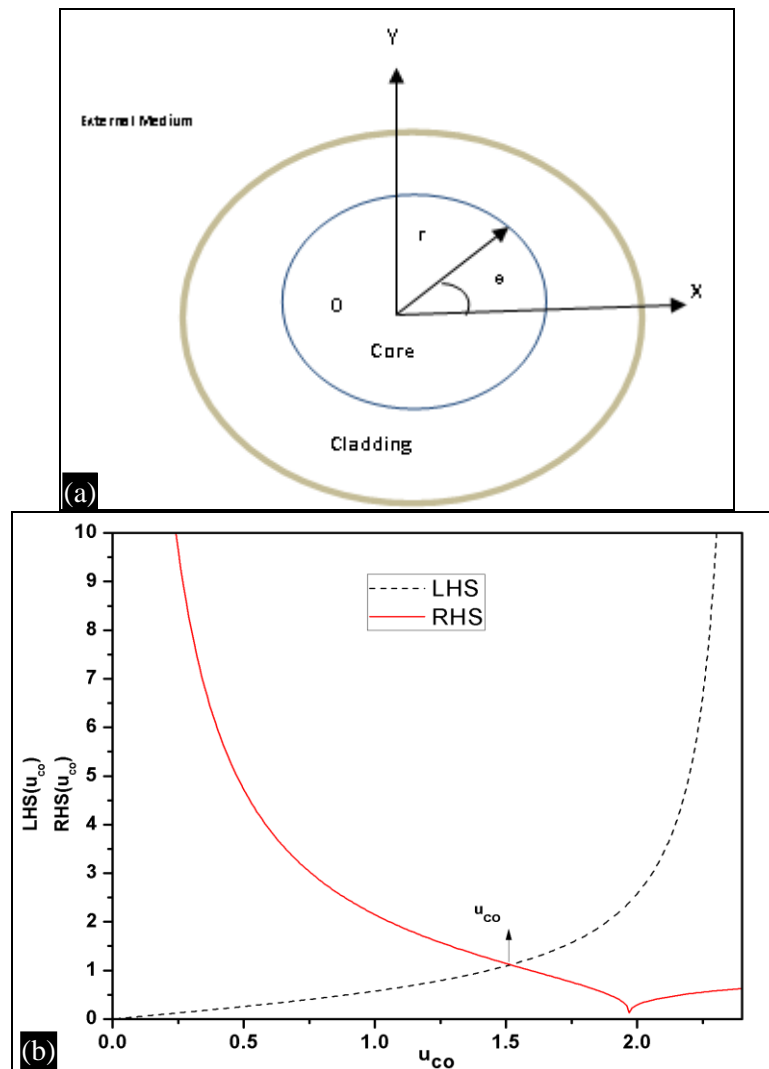 Y
External Medium
r
e
X
O
Core
Cladding
(a)
10
9
8
7
6
5
4
3
2
1
0
LHS(u_co)
RHS(u_co)
LHS
RHS
u_co
0.0 0.5 1.0 1.5 2.0
u_co
(b)